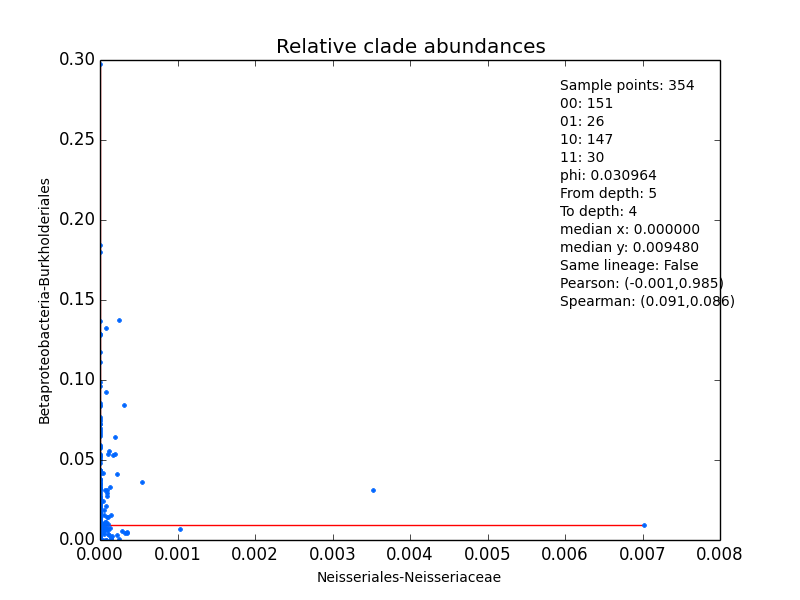 Relative clade abundances
0.30
0.25
0.20
0.15
0.10
0.05
0.00
Betaproteobacteria-Burkholderiales
Sample points: 354
00: 151
01: 26
10: 147
11: 30
phi: 0.030964
From depth: 5
To depth: 4
median x: 0.000000
median y: 0.009480
Same lineage: False
Pearson: (-0.001,0.985)
Spearman: (0.091,0.086)
0.000 0.001 0.002 0.003 0.004 0.005 0.006 0.007 0.008
Neisseriales-Neisseriaceae